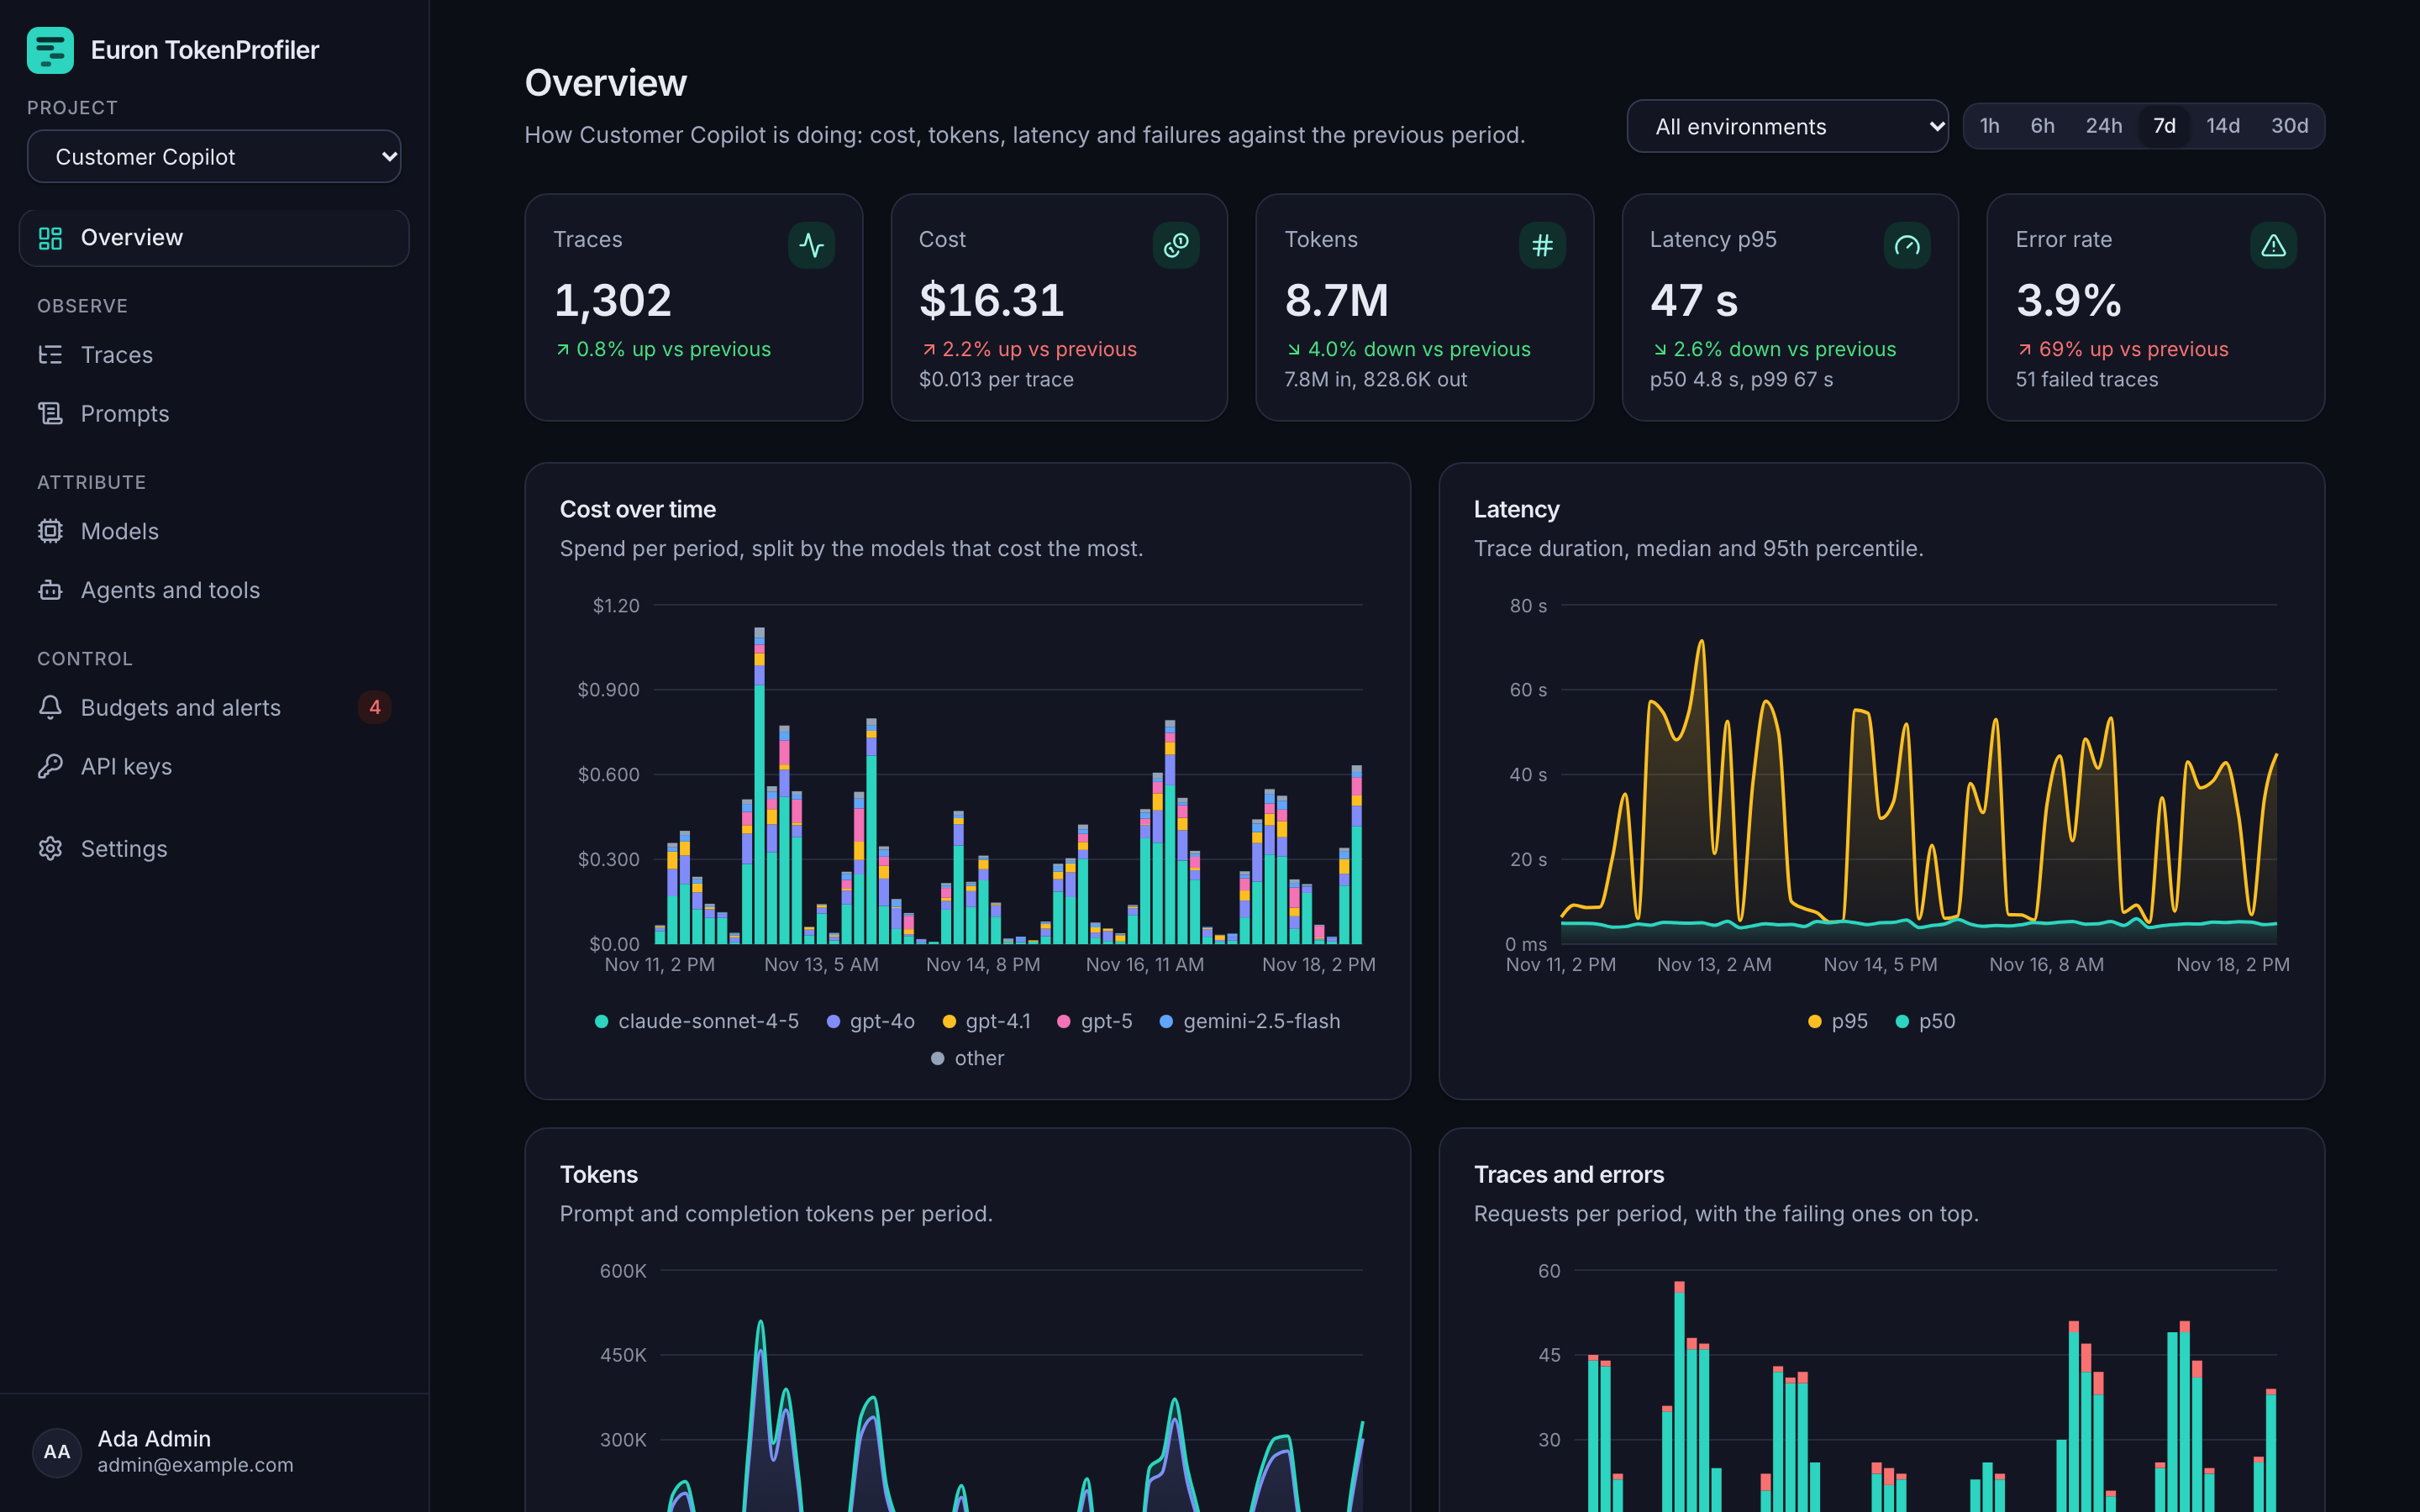 Euron TokenProfiler
PROJECT
Customer Copilot
Overview
OBSERVE
Traces
Prompts
ATTRIBUTE
Models
Agents and tools
CONTROL
Budgets and alerts
4
API keys
Settings
AA
Ada Admin
admin@example.com
Overview
How Customer Copilot is doing: cost, tokens, latency and failures against the previous period.
All environments
1h 6h 24h 7d 14d 30d
Traces
1,302
0.8% up vs previous
Cost
$16.31
2.2% up vs previous
$0.013 per trace
Tokens
8.7M
4.0% down vs previous
7.8M in, 828.6K out
Latency p95
47 s
2.6% down vs previous
p50 4.8 s, p99 67 s
Error rate
3.9%
69% up vs previous
51 failed traces
Cost over time
Spend per period, split by the models that cost the most.
$1.20
$0.900
$0.600
$0.300
$0.00
Nov 11, 2 PM Nov 13, 5 AM Nov 14, 8 PM Nov 16, 11 AM Nov 18, 2 PM
claude-sonnet-4-5 gpt-4o gpt-4.1 gpt-5 gemini-2.5-flash
other
Latency
Trace duration, median and 95th percentile.
80 s
60 s
40 s
20 s
0 ms
Nov 11, 2 PM Nov 13, 2 AM Nov 14, 5 PM Nov 16, 8 AM Nov 18, 2 PM
p95 p50
Tokens
Prompt and completion tokens per period.
600K
450K
300K
Traces and errors
Requests per period, with the failing ones on top.
60
45
30